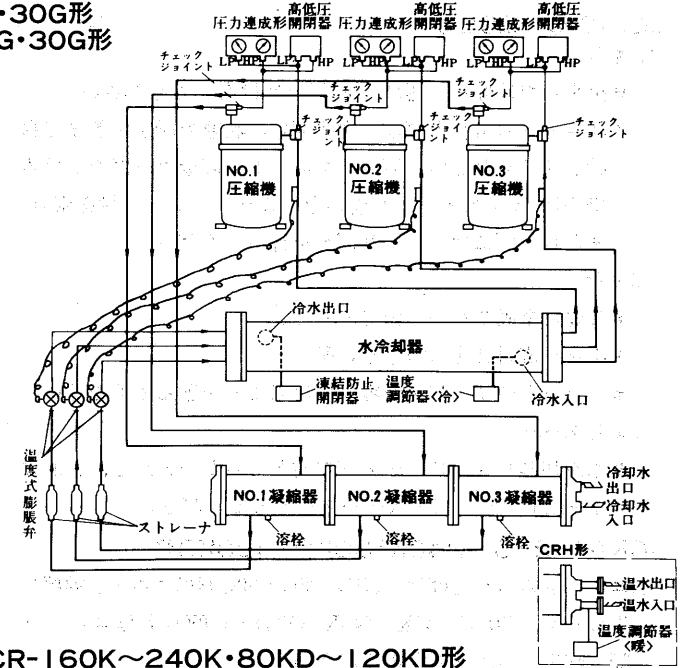 ・30G形
G・30G形
圧力連成形 高低圧開閉器 圧力連成形 高低圧開閉器 圧力連成形 高低圧開閉器
LP HP LP HP LP HP LP HP LP HP LP HP
チェックジョイント
チェックジョイント
チェックジョイント
チェックジョイント
チェックジョイント
チェックジョイント
NO.1 圧縮機
NO.2 圧縮機
NO.3 圧縮機
冷水出口
水冷却器
凍結防止開閉器
温度調節器〈冷〉
冷水入口
温度式膨脹弁
ストレーナ
NO.1 凝縮器
NO.2 凝縮器
NO.3 凝縮器
溶栓
溶栓
溶栓
冷却水出口
冷却水入口
CRH形
温水出口
温水入口
温度調節器〈暖〉
CR-160K〜240K・80KD〜120KD形